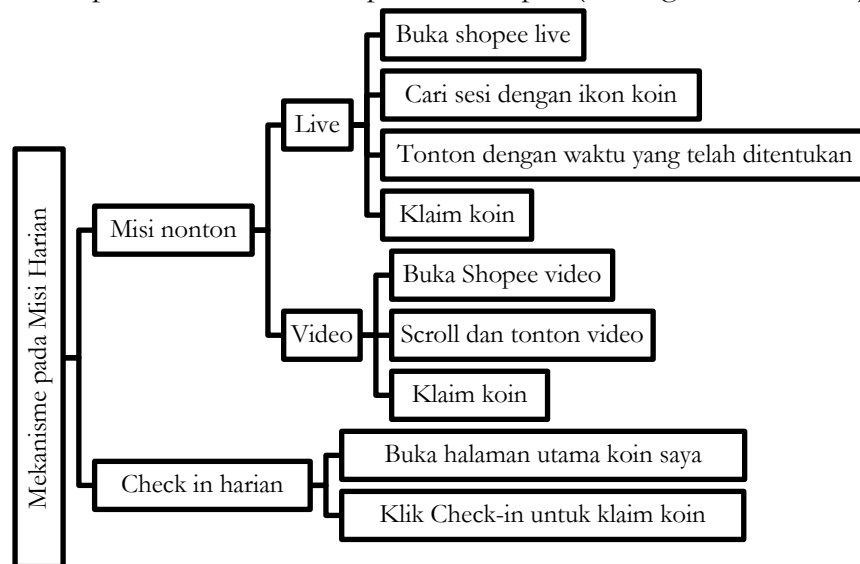 Mekanisme pada Misi Harian
Misi nonton
Live
Buka shopee live
Cari sesi dengan ikon koin
Tonton dengan waktu yang telah ditentukan
Klaim koin
Video
Buka Shopee video
Scroll dan tonton video
Klaim koin
Check in harian
Buka halaman utama koin saya
Klik Check-in untuk klaim koin